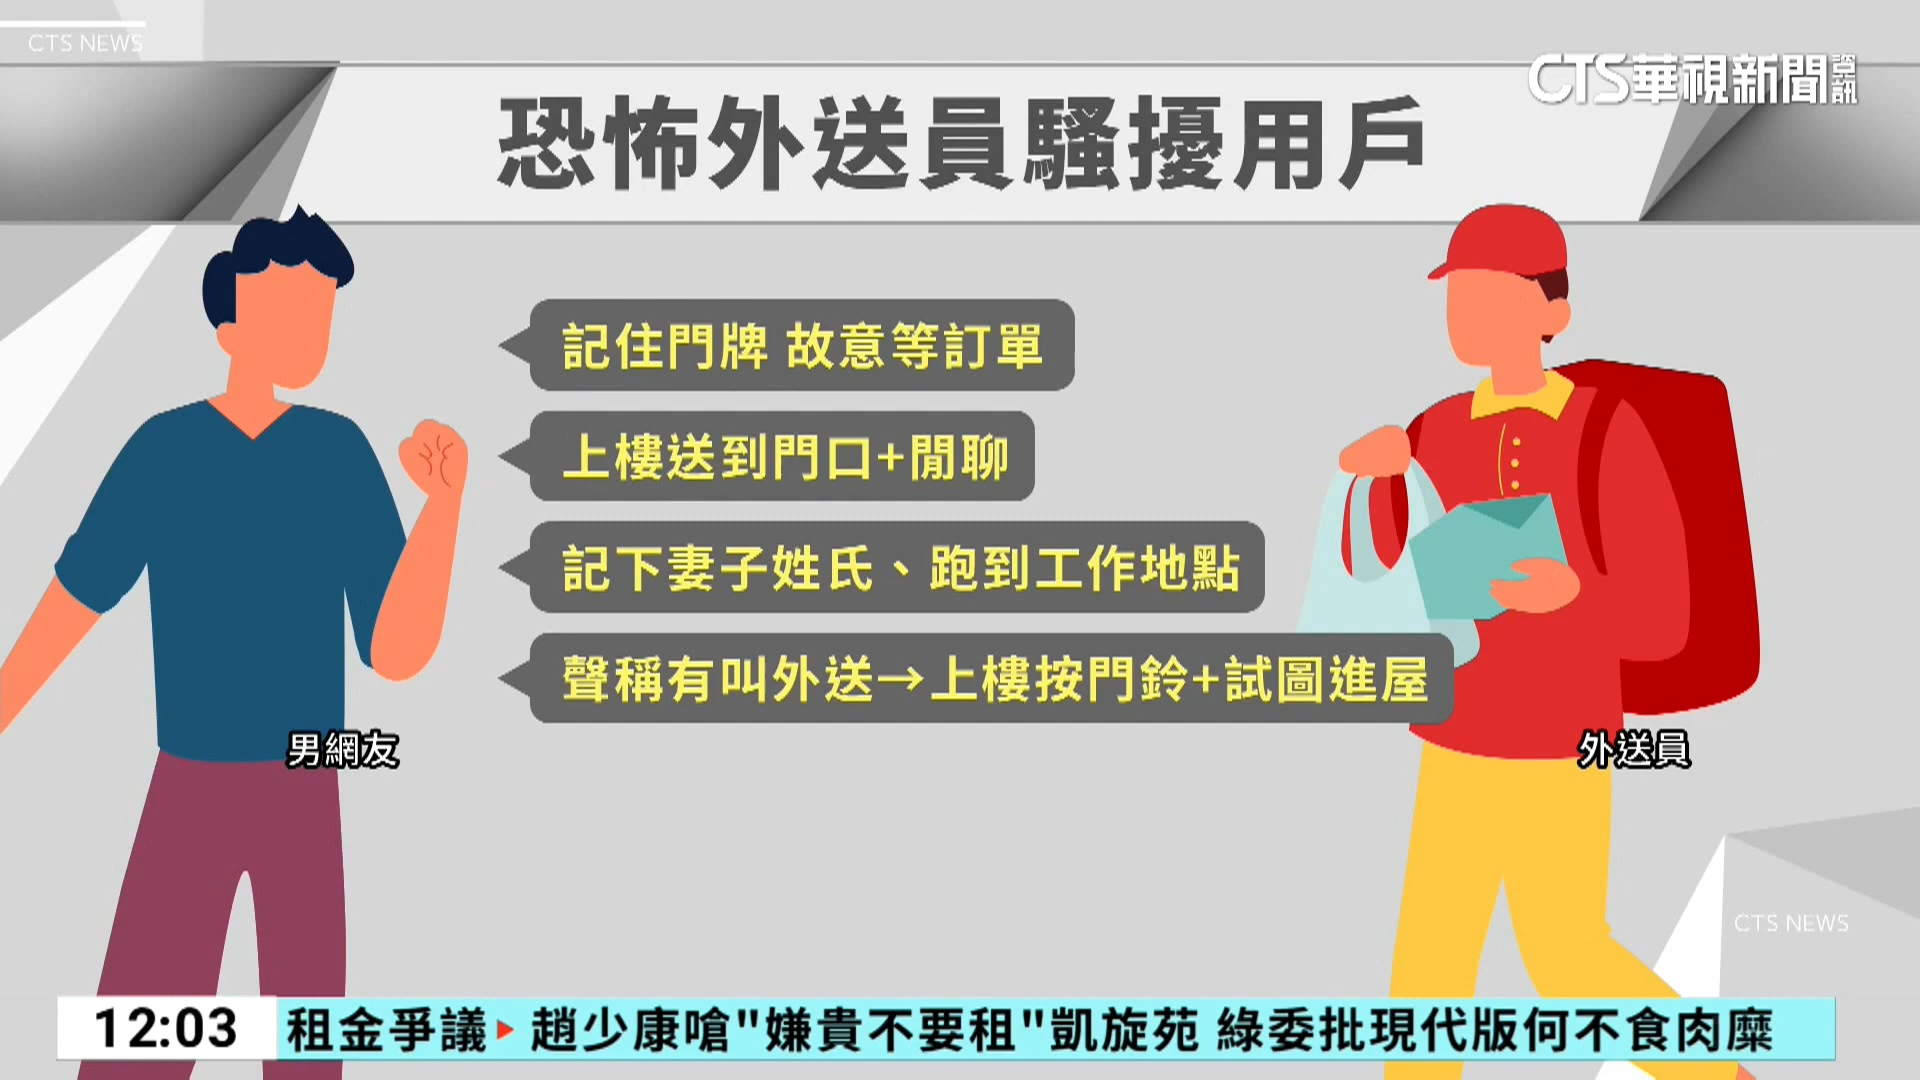 CTS NEWS
CTS華視新聞資訊
恐怖外送員騷擾用戶
記住門牌 故意等訂單
上樓送到門口+閒聊
記下妻子姓氏、跑到工作地點
聲稱有叫外送→上樓按門鈴+試圖進屋
男網友
外送員
CTS NEWS
12:03 租金爭議▶趙少康嗆"嫌貴不要租"凱旋苑 綠委批現代版何不食肉糜